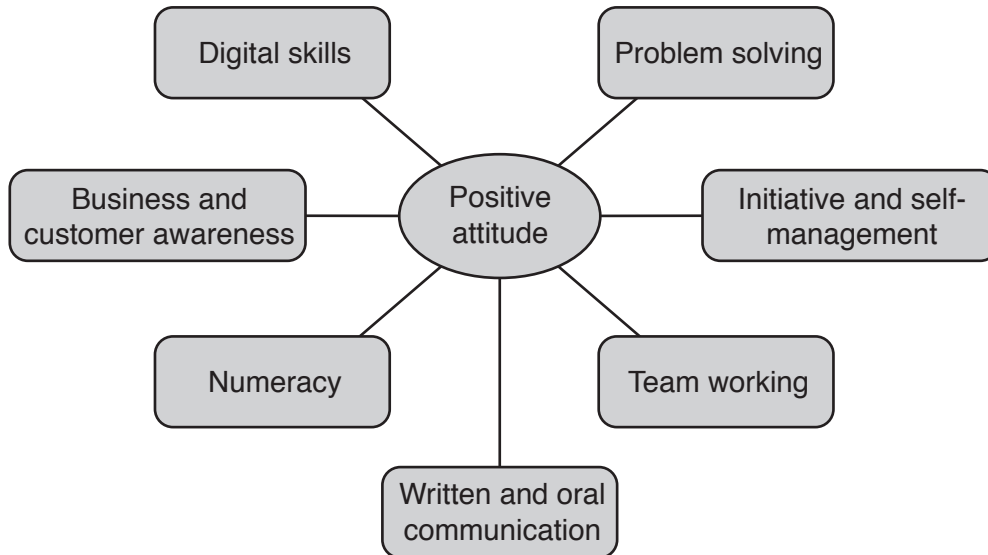 Digital skills
Problem solving
Positive
attitude
Business and
customer awareness
Initiative and self-
management
Numeracy
Team working
Written and oral
communication